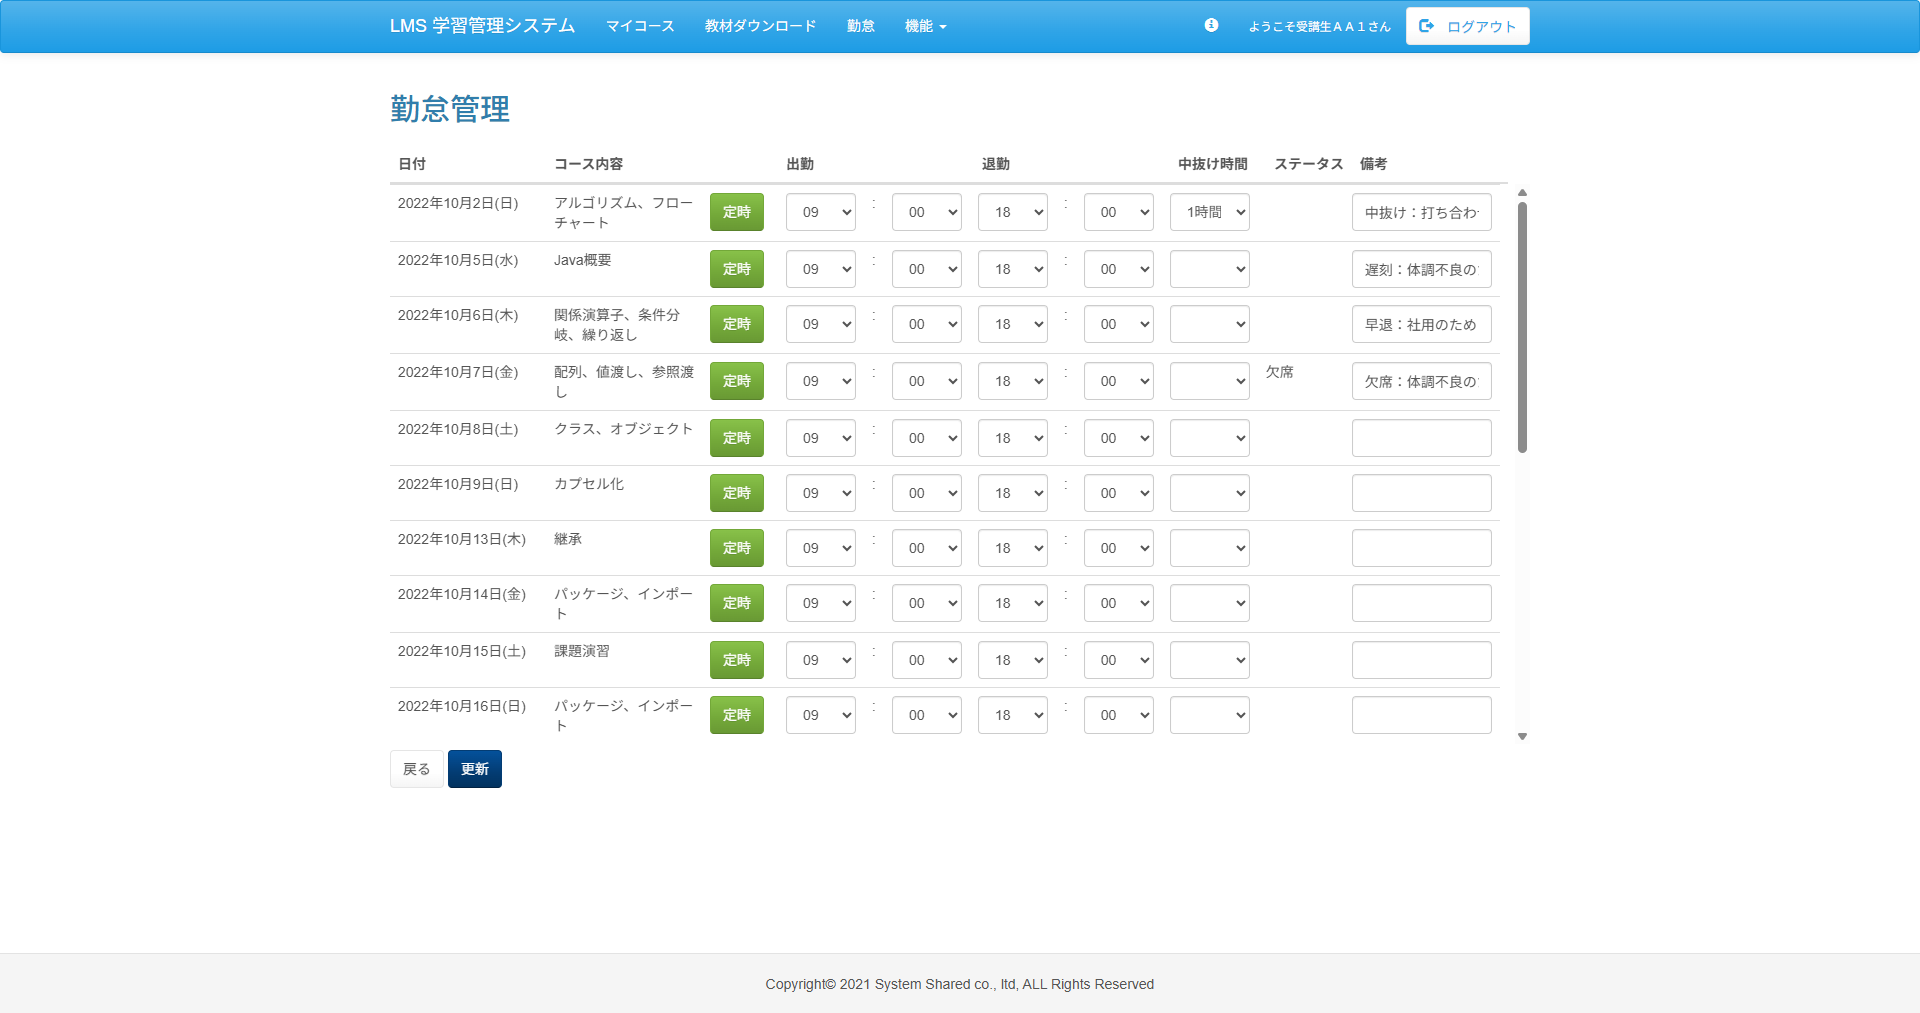 LMS 学習管理システム マイコース 教材ダウンロード 勤怠 機能 ようこそ受講生ＡＡ１さん ログアウト
勤怠管理
日付 コース内容 出勤 退勤 中抜け時間 ステータス 備考
2022年10月2日(日) アルゴリズム、フロー 定時 09 : 00 18 : 00 1時間 中抜け：打ち合わ
チャート
2022年10月5日(水) Java概要 定時 09 : 00 18 : 00 遅刻：体調不良の
2022年10月6日(木) 関係演算子、条件分 定時 09 : 00 18 : 00 早退：社用のため
岐、繰り返し
2022年10月7日(金) 配列、値渡し、参照渡 定時 09 : 00 18 : 00 欠席 欠席：体調不良の
し
2022年10月8日(土) クラス、オブジェクト 定時 09 : 00 18 : 00
2022年10月9日(日) カプセル化 定時 09 : 00 18 : 00
2022年10月13日(木) 継承 定時 09 : 00 18 : 00
2022年10月14日(金) パッケージ、インポー 定時 09 : 00 18 : 00
ト
2022年10月15日(土) 課題演習 定時 09 : 00 18 : 00
2022年10月16日(日) パッケージ、インポー 定時 09 : 00 18 : 00
ト
戻る 更新
Copyright© 2021 System Shared co., ltd, ALL Rights Reserved